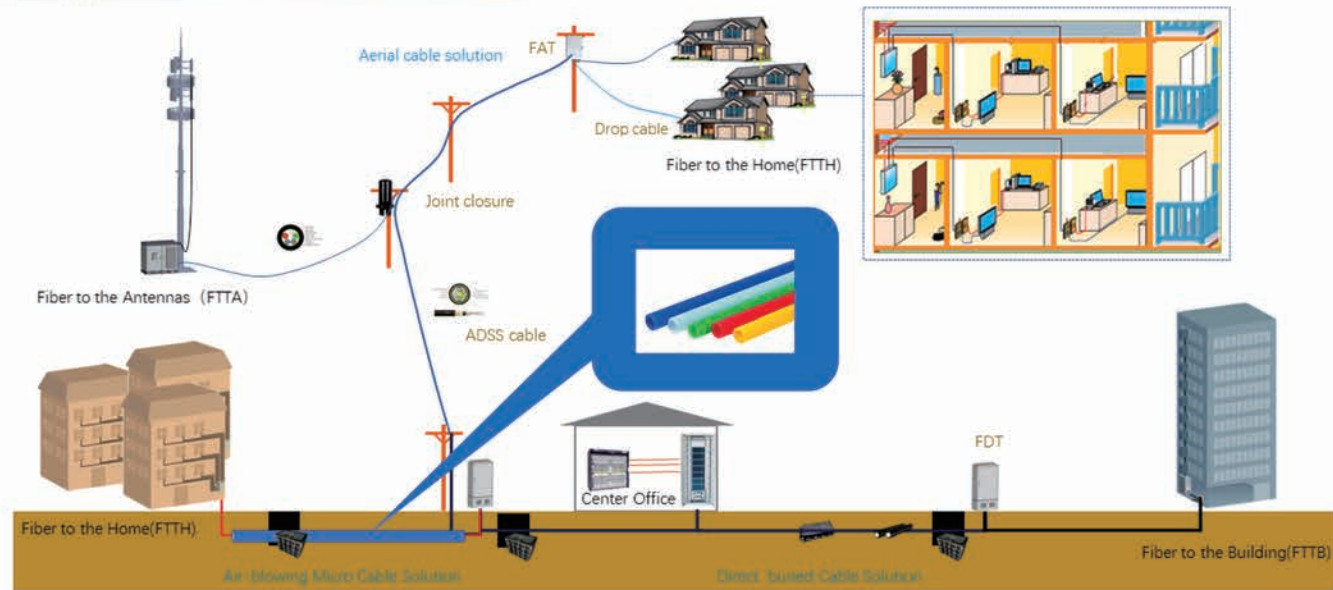 FAT
Aerial cable solution
Drop cable
Fiber to the Home(FTTH)
Joint closure
Fiber to the Antennas (FTTA)
ADSS cable
FDT
Center Office
Fiber to the Home(FTTH)
Fiber to the Building(FTTB)
Air-blowing Micro Cable Solution
Direct buried Cable Solution